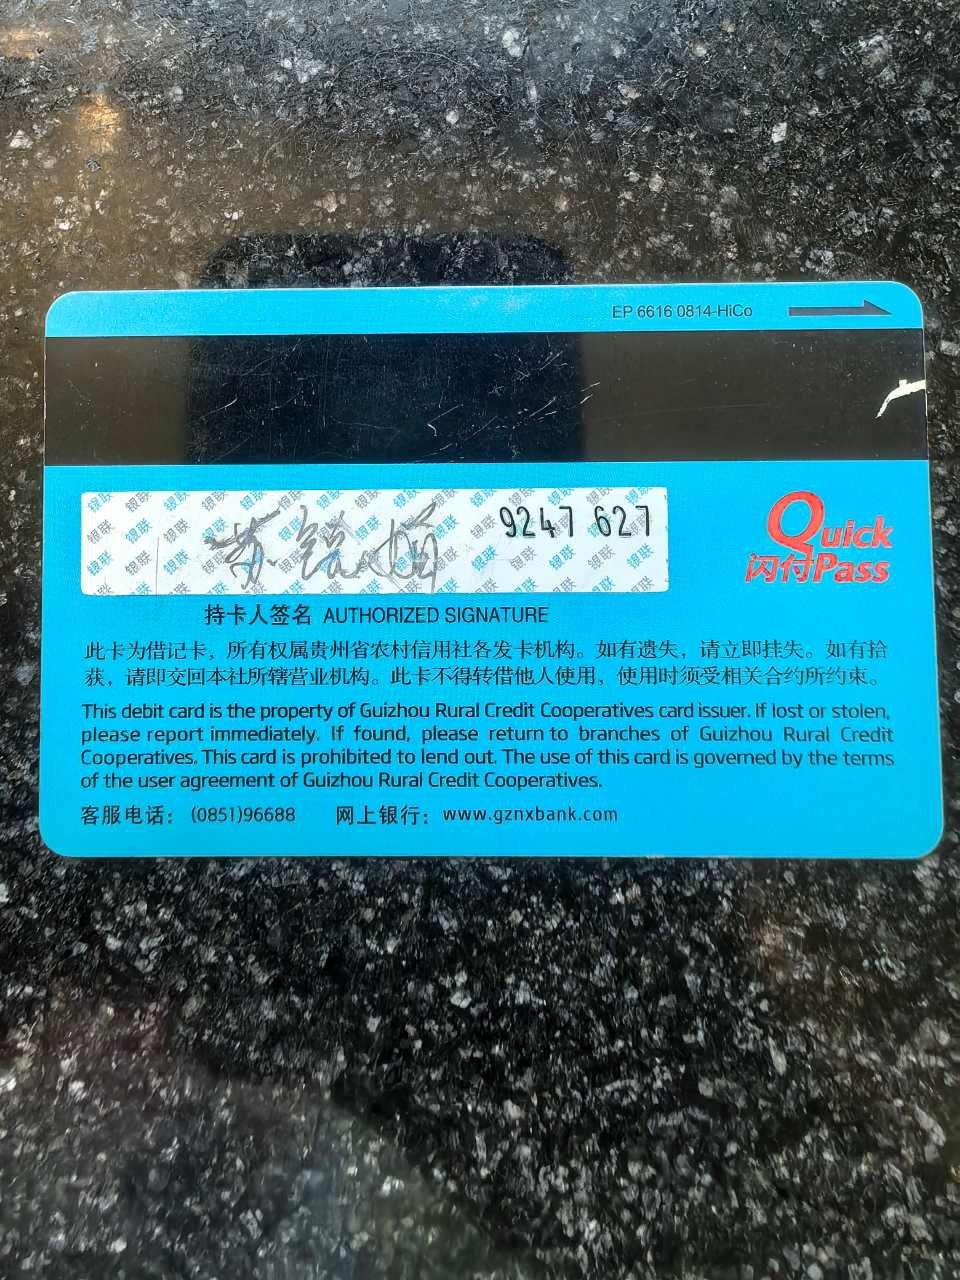 EP 6616 0814-HiCo
银联
9247 627
Quick
闪付Pass
持卡人签名 AUTHORIZED SIGNATURE
此卡为借记卡，所有权属贵州省农村信用社各发卡机构。如有遗失，请立即挂失。如有拾
获，请即交回本社所辖营业机构。此卡不得转借他人使用，使用时须受相关合约所约束。
This debit card is the property of Guizhou Rural Credit Cooperatives card issuer. If lost or stolen,
please report immediately. If found, please return to branches of Guizhou Rural Credit
Cooperatives. This card is prohibited to lend out. The use of this card is governed by the terms
of the user agreement of Guizhou Rural Credit Cooperatives.
客服电话：(0851)96688 网上银行：www.gznxbank.com